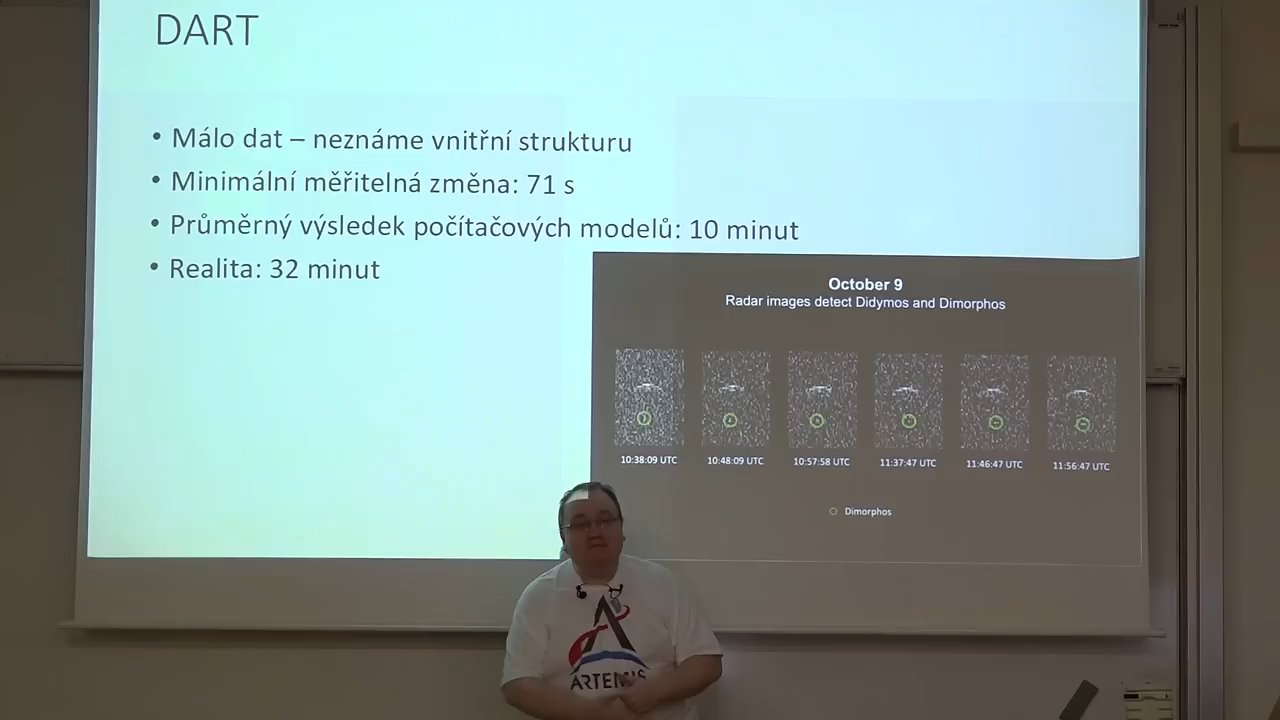 DART
• Málo dat – neznáme vnitřní strukturu
• Minimální měřitelná změna: 71 s
• Průměrný výsledek počítačových modelů: 10 minut
• Realita: 32 minut
October 9
Radar images detect Didymos and Dimorphos
10:38:09 UTC 10:48:09 UTC 10:57:58 UTC 11:37:47 UTC 11:46:47 UTC 11:56:47 UTC
Dimorphos
ARTEMIS